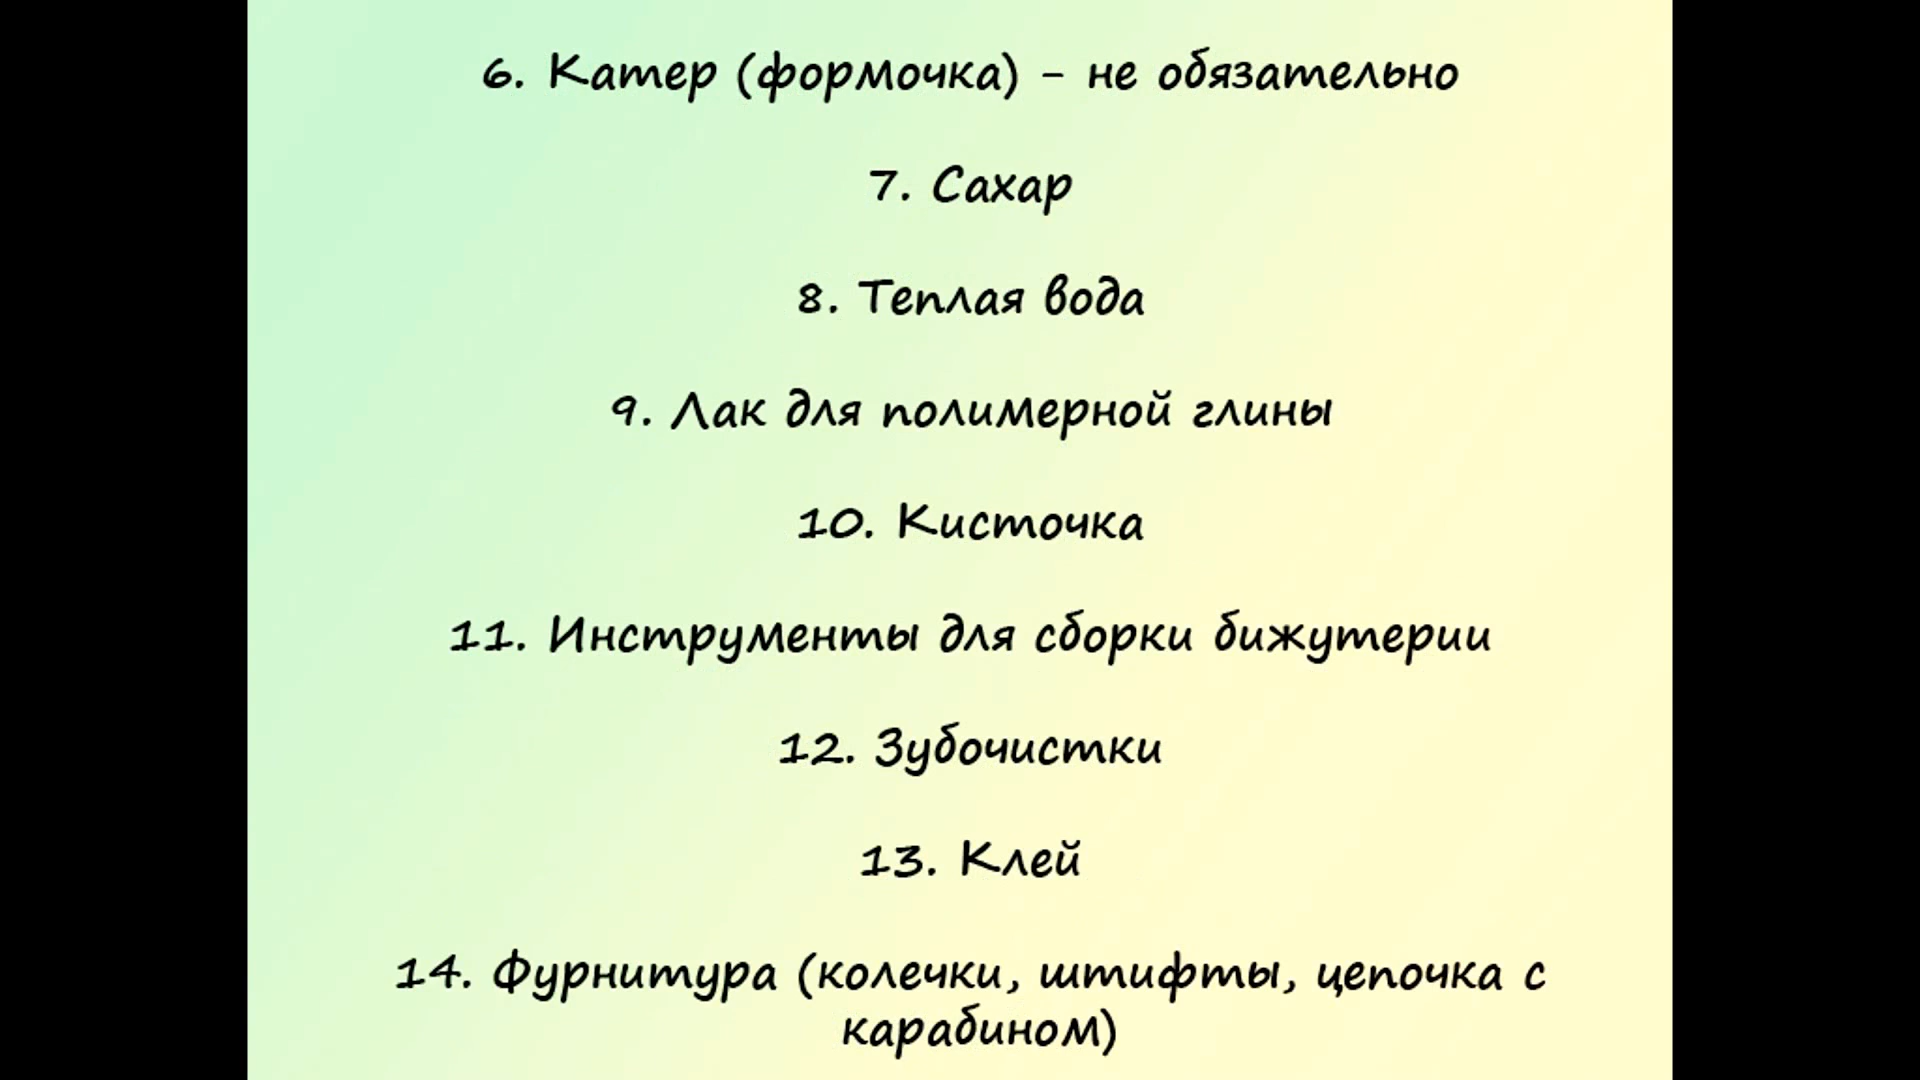 6. Катер (формочка) - не обязательно
7. Сахар
8. Теплая вода
9. Лак для полимерной глины
10. Кисточка
11. Инструменты для сборки бижутерии
12. Зубочистки
13. Клей
14. Фурнитура (колечки, штифты, цепочка с
карабином)